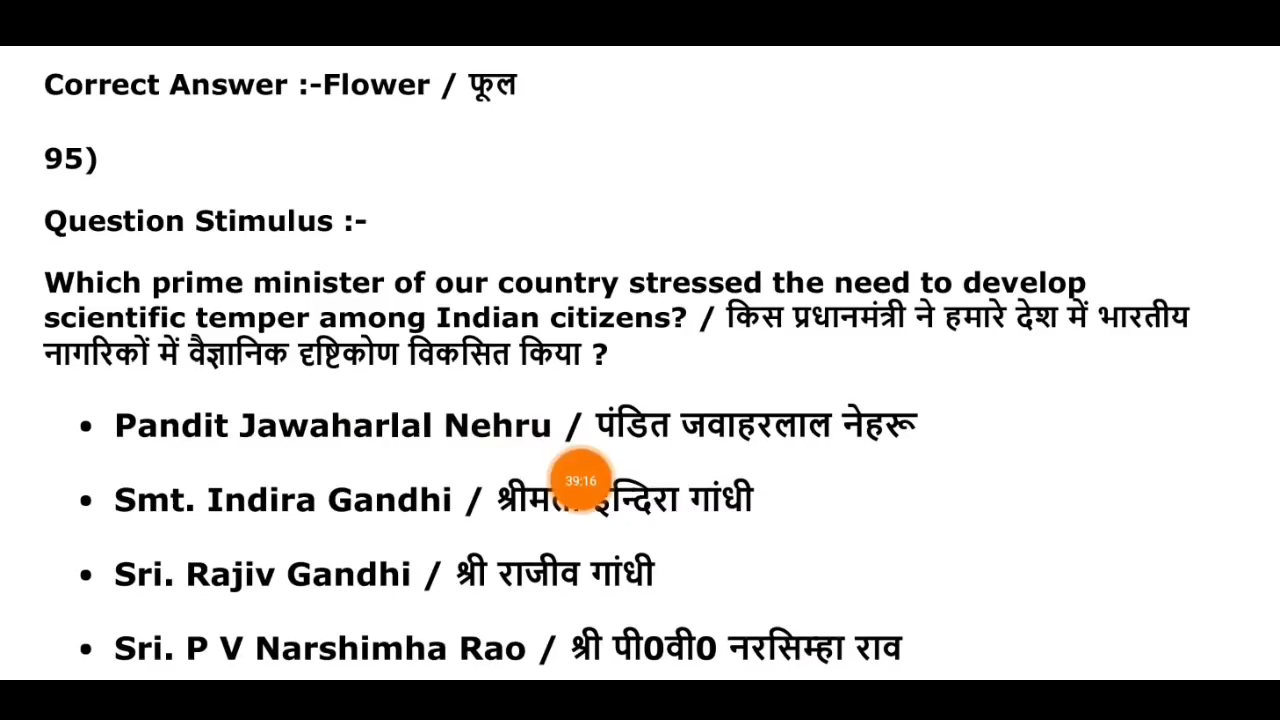 Correct Answer :-Flower / फूल
95)
Question Stimulus :-
Which prime minister of our country stressed the need to develop
scientific temper among Indian citizens? / किस प्रधानमंत्री ने हमारे देश में भारतीय
नागरिकों में वैज्ञानिक दृष्टिकोण विकसित किया ?
• Pandit Jawaharlal Nehru / पंडित जवाहरलाल नेहरू
39:16
• Smt. Indira Gandhi / इन्दिरा गांधी
• Sri. Rajiv Gandhi / श्री राजीव गांधी
• Sri. P V Narshimha Rao / श्री पी0वी0 नरसिम्हा राव